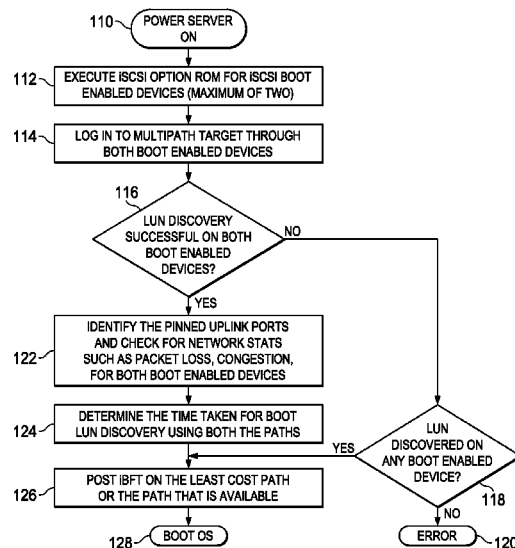 110
POWER SERVER
ON
112
EXECUTE iSCSI OPTION ROM FOR iSCSI BOOT
ENABLED DEVICES (MAXIMUM OF TWO)
114
LOG IN TO MULTIPATH TARGET THROUGH
BOTH BOOT ENABLED DEVICES
116
LUN DISCOVERY
SUCCESSFUL ON BOTH
BOOT ENABLED
DEVICES?
NO
YES
122
IDENTIFY THE PINNED UPLINK PORTS
AND CHECK FOR NETWORK STATS
SUCH AS PACKET LOSS, CONGESTION,
FOR BOTH BOOT ENABLED DEVICES
124
DETERMINE THE TIME TAKEN FOR BOOT
LUN DISCOVERY USING BOTH THE PATHS
YES
LUN
DISCOVERED ON
ANY BOOT ENABLED
DEVICE?
118
126
POST iBFT ON THE LEAST COST PATH
OR THE PATH THAT IS AVAILABLE
NO
128
BOOT OS
ERROR
120